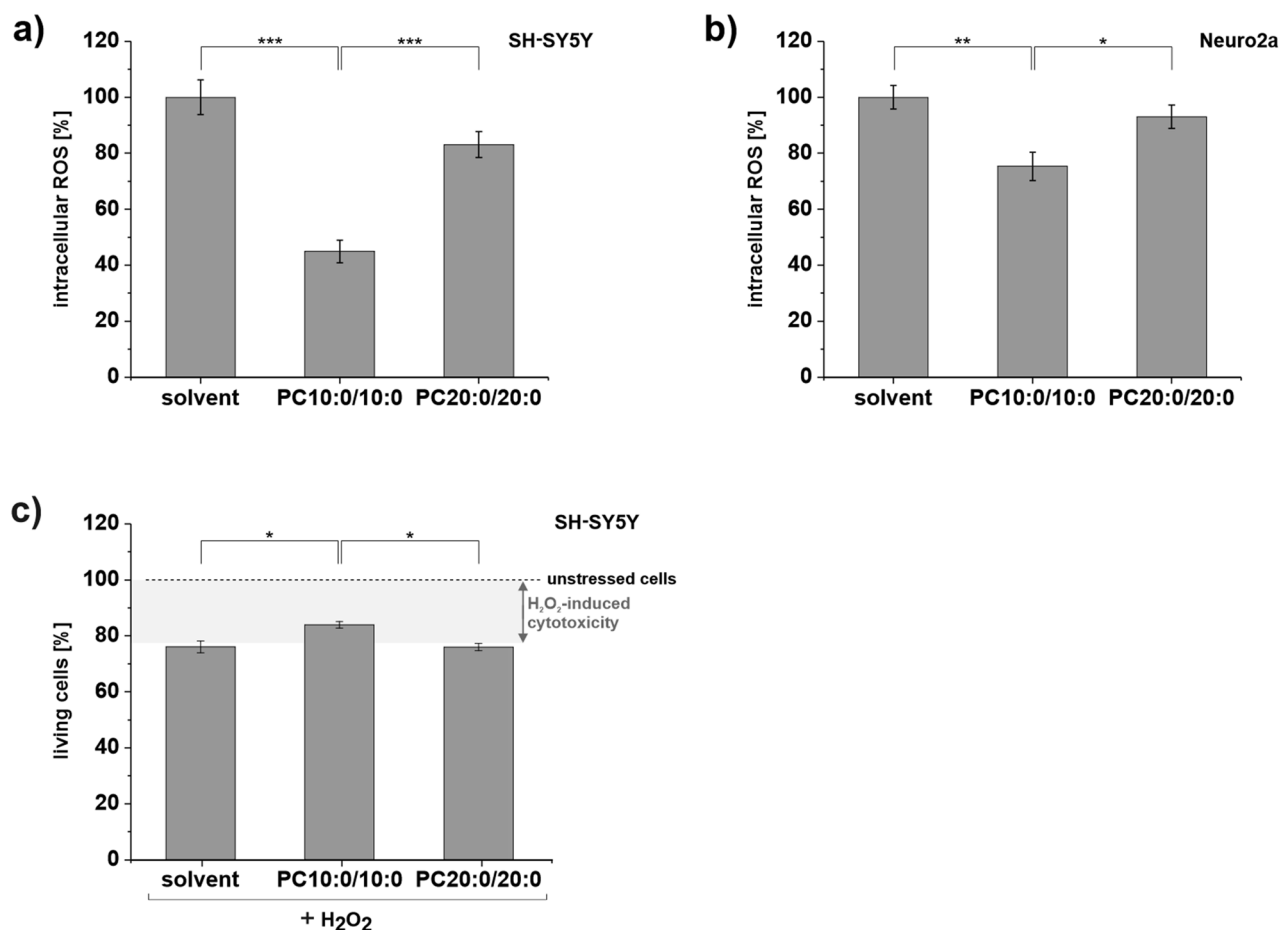 a)
SH-SY5Y
*** ***
intracellular ROS [%]
120
100
80
60
40
20
0
solvent PC10:0/10:0 PC20:0/20:0
b)
Neuro2a
** *
intracellular ROS [%]
120
100
80
60
40
20
0
solvent PC10:0/10:0 PC20:0/20:0
c)
SH-SY5Y
* *
living cells [%]
120
100
80
60
40
20
0
unstressed cells
H₂O₂-induced
cytotoxicity
solvent PC10:0/10:0 PC20:0/20:0
+ H₂O₂